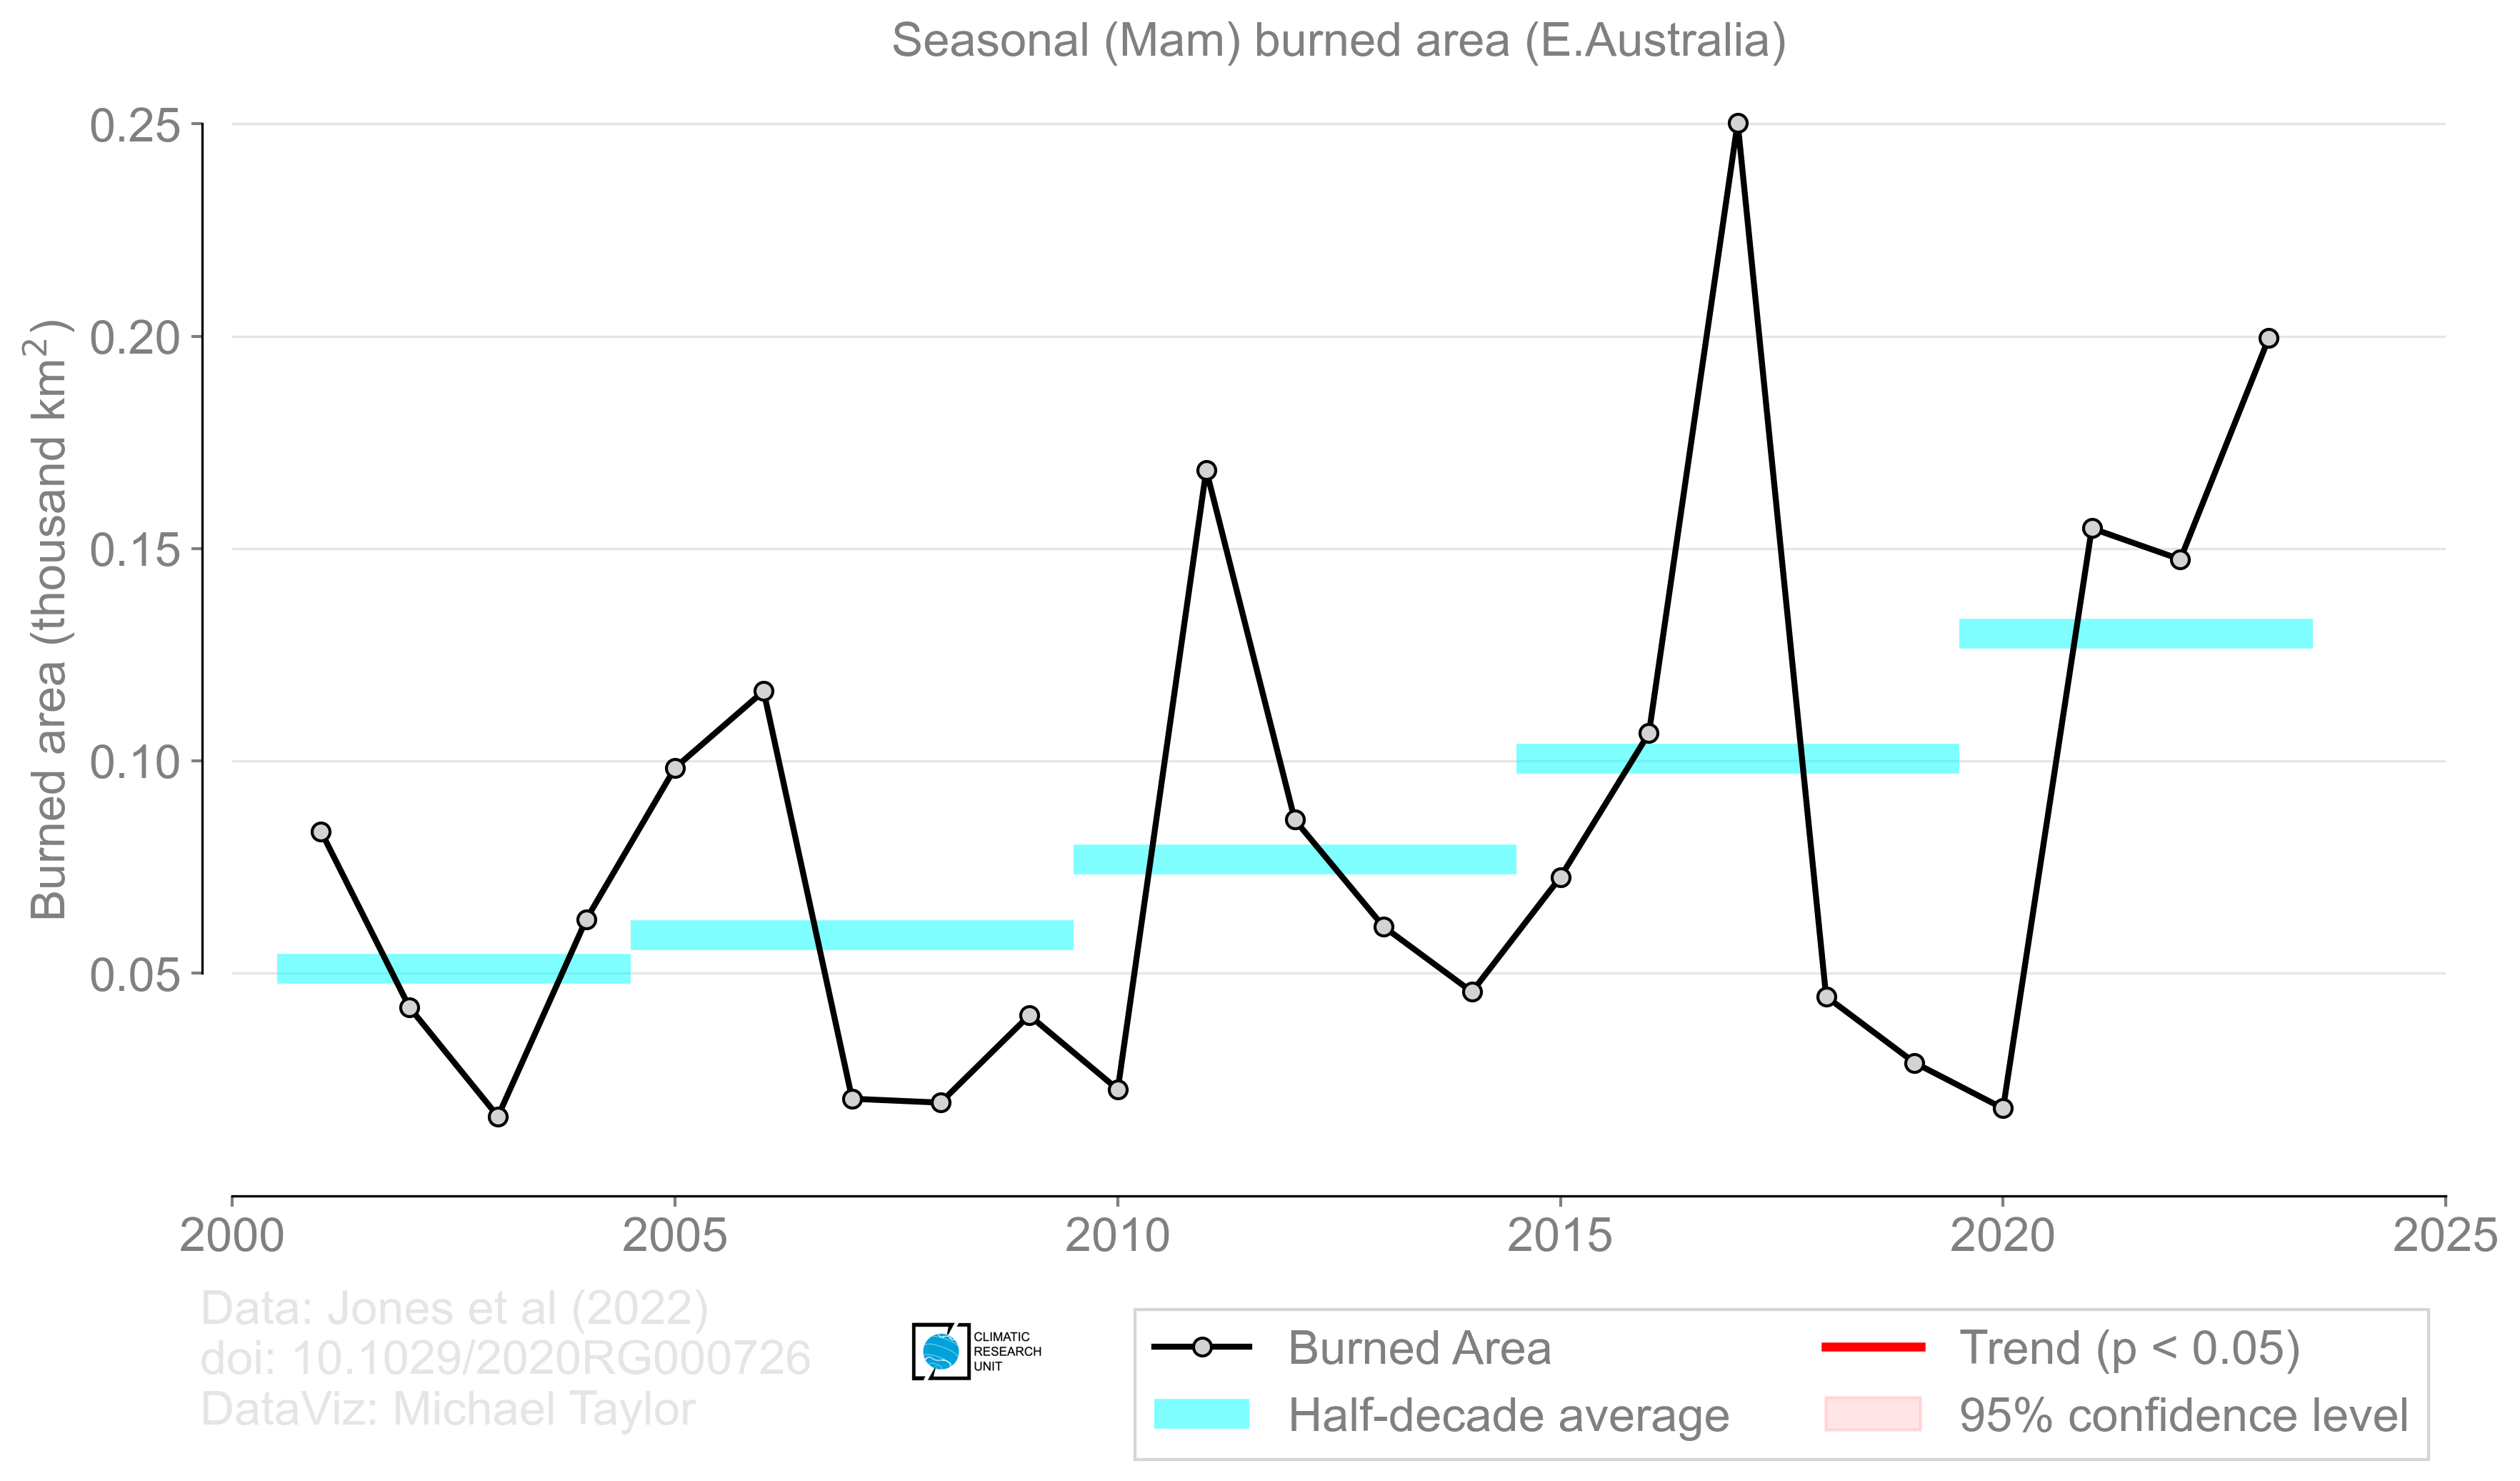 Seasonal (Mam) burned area (E.Australia)
Burned area (thousand km²)
0.25
0.20
0.15
0.10
0.05
2000 2005 2010 2015 2020 2025
Data: Jones et al (2022)
doi: 10.1029/2020RG000726
DataViz: Michael Taylor
CLIMATIC
RESEARCH
UNIT
Burned Area
Half-decade average
Trend (p < 0.05)
95% confidence level